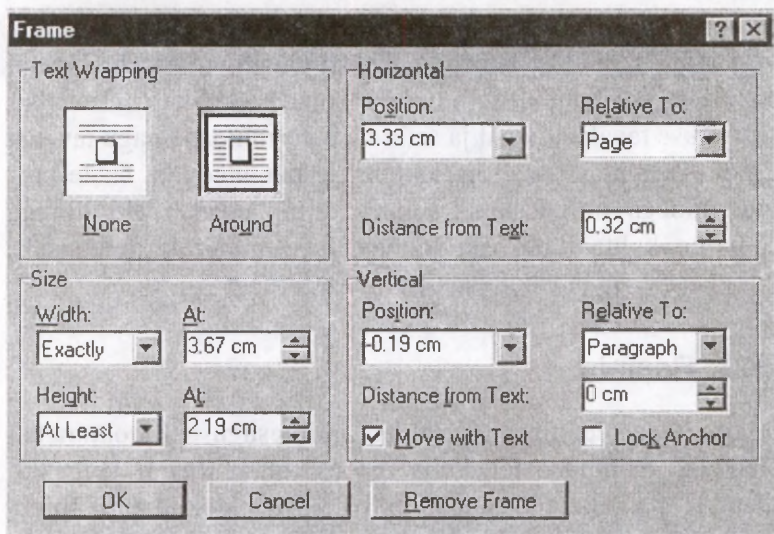 Frame
Text Wrapping
None
Around
Horizontal
Position:
Relative To:
3.33 cm
Page
Distance from Text:
0.32 cm
Size
Width:
At:
Exactly
3.67 cm
Height:
At:
At Least
2.19 cm
Vertical
Position:
Relative To:
-0.19 cm
Paragraph
Distance from Text:
0 cm
Move with Text
Lock Anchor
OK
Cancel
Remove Frame